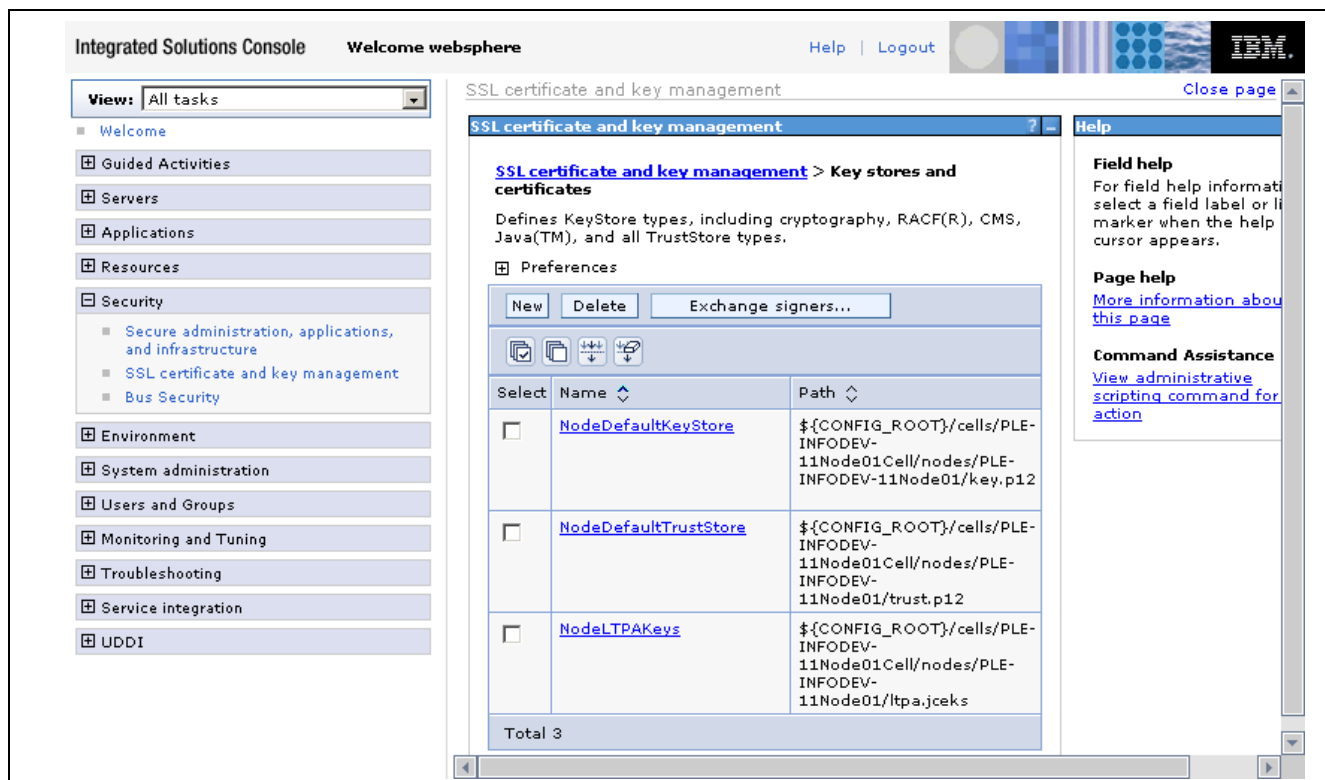 Integrated Solutions Console Welcome websphere Help | Logout IBM.
View: All tasks
Welcome
Guided Activities
Servers
Applications
Resources
Security
Secure administration, applications,
and infrastructure
SSL certificate and key management
Bus Security
Environment
System administration
Users and Groups
Monitoring and Tuning
Troubleshooting
Service integration
UDDI
SSL certificate and key management Close page
SSL certificate and key management ? -
SSL certificate and key management > Key stores and
certificates
Defines KeyStore types, including cryptography, RACF(R), CMS,
Java(TM), and all TrustStore types.
Preferences
New Delete Exchange signers...
Select Name Path
NodeDefaultKeyStore ${CONFIG_ROOT}/cells/PLE-
INFODEV-
11Node01Cell/nodes/PLE-
INFODEV-11Node01/key.p12
NodeDefaultTrustStore ${CONFIG_ROOT}/cells/PLE-
INFODEV-
11Node01Cell/nodes/PLE-
INFODEV-
11Node01/trust.p12
NodeLTPAKeys ${CONFIG_ROOT}/cells/PLE-
INFODEV-
11Node01Cell/nodes/PLE-
INFODEV-
11Node01/ltpa.jceks
Total 3
Help
Field help
For field help informati
select a field label or li
marker when the help
cursor appears.
Page help
More information abou
this page
Command Assistance
View administrative
scripting command for
action